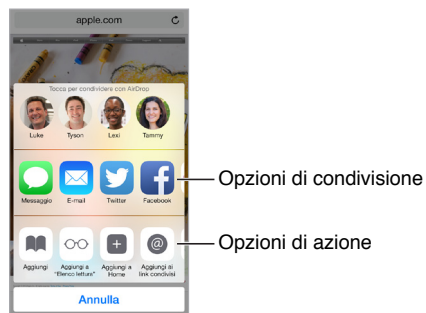 apple.com
Tocca per condividere con AirDrop
Luke Tyson Lexi Tammy
Messaggio E-mail Twitter Facebook
Opzioni di condivisione
Opzioni di azione
Aggiungi Aggiungi a "Elenco letture" Aggiungi a Home Aggiungi ai link condivisi
Annulla